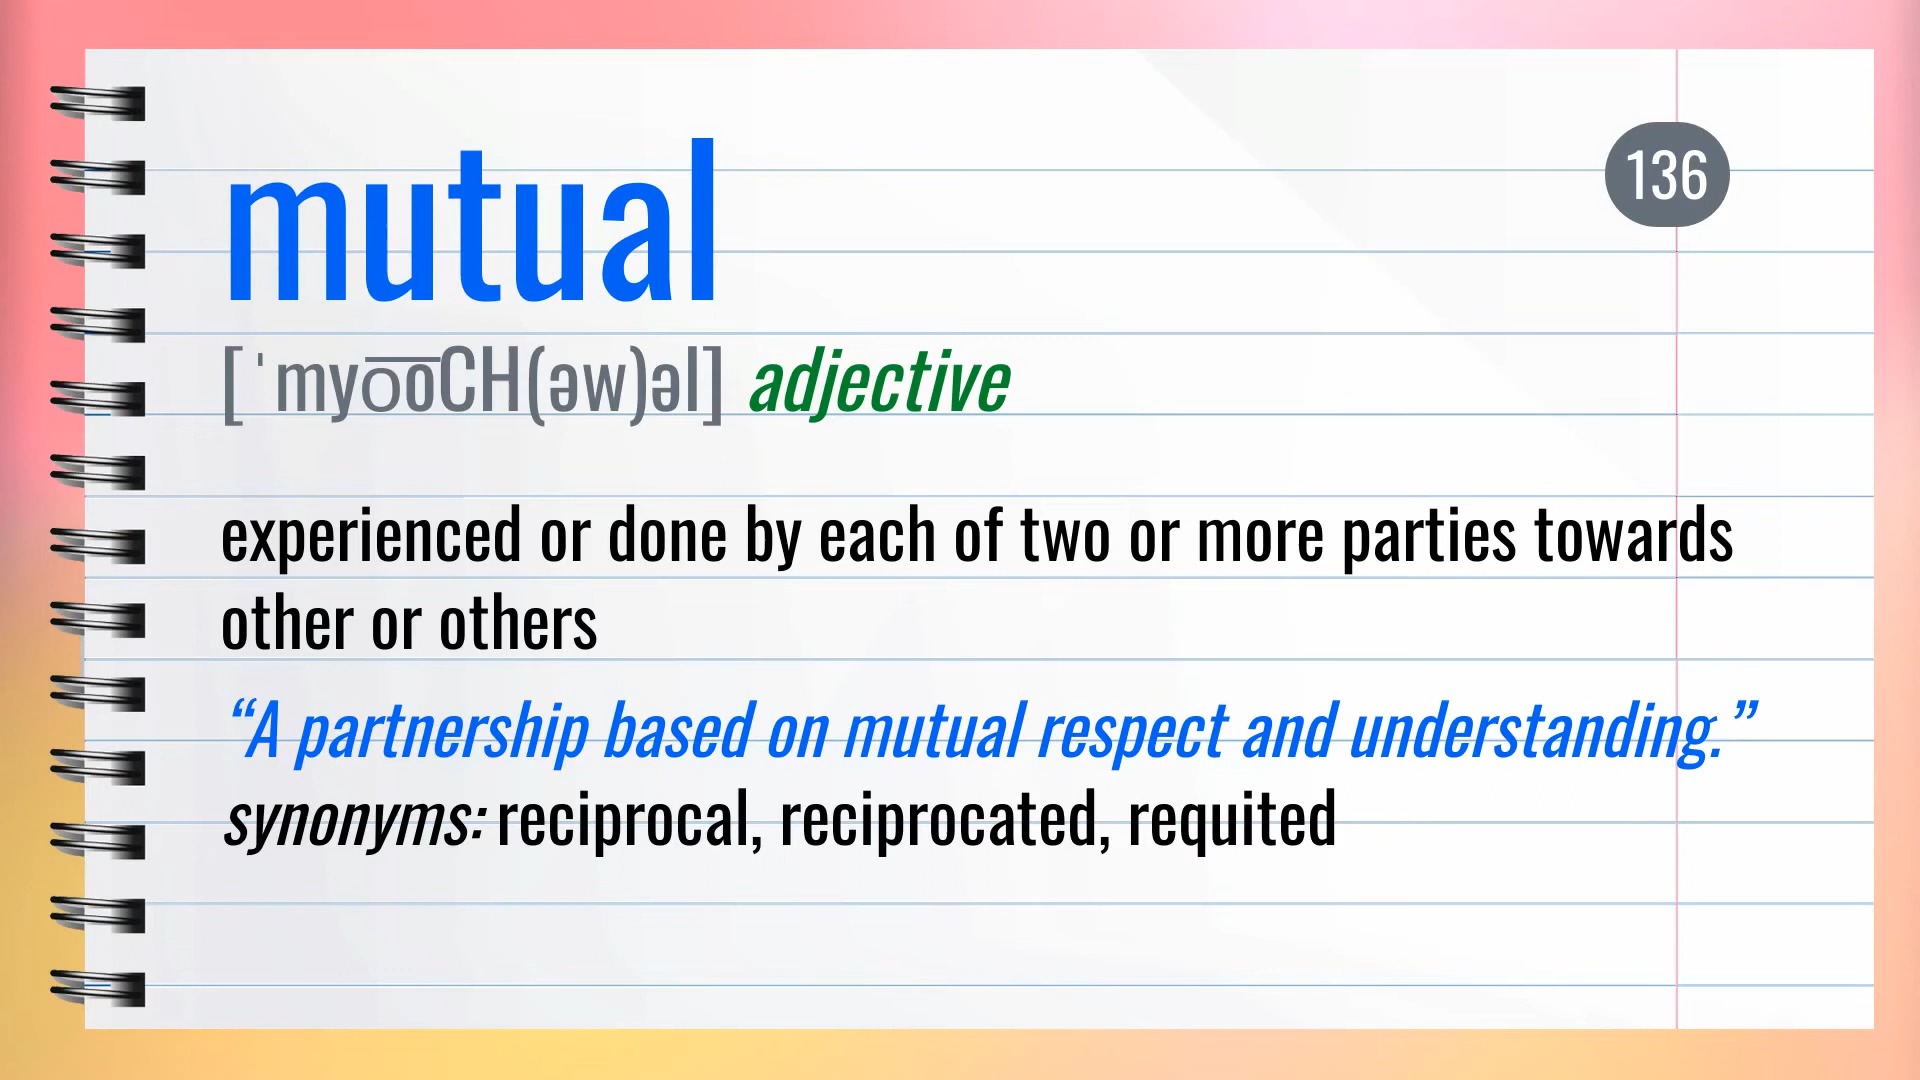 mutual
136
[ˈmyo͞oCH(əw)əl] adjective
experienced or done by each of two or more parties towards
other or others
“A partnership based on mutual respect and understanding.”
synonyms: reciprocal, reciprocated, requited